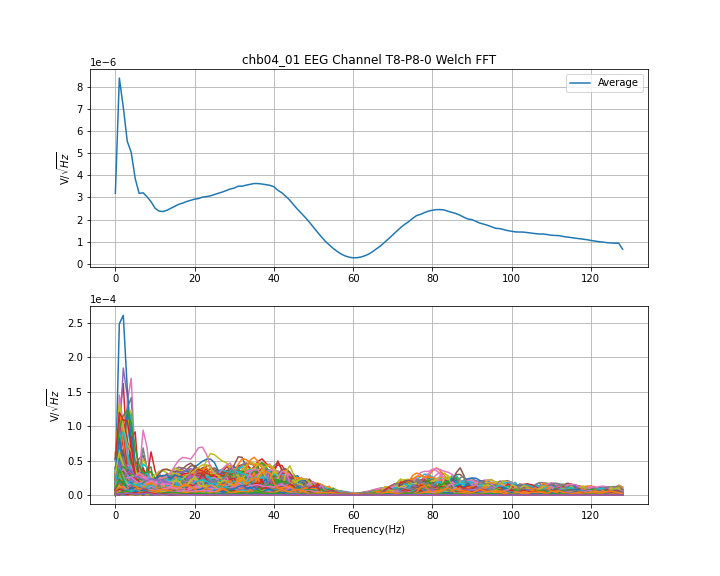 chb04_01 EEG Channel T8-P8-0 Welch FFT
1e−6
Average
8
7
6
5
4
3
2
1
0
V/√Hz
0 20 40 60 80 100 120
1e−4
2.5
2.0
1.5
1.0
0.5
0.0
V/√Hz
0 20 40 60 80 100 120
Frequency(Hz)